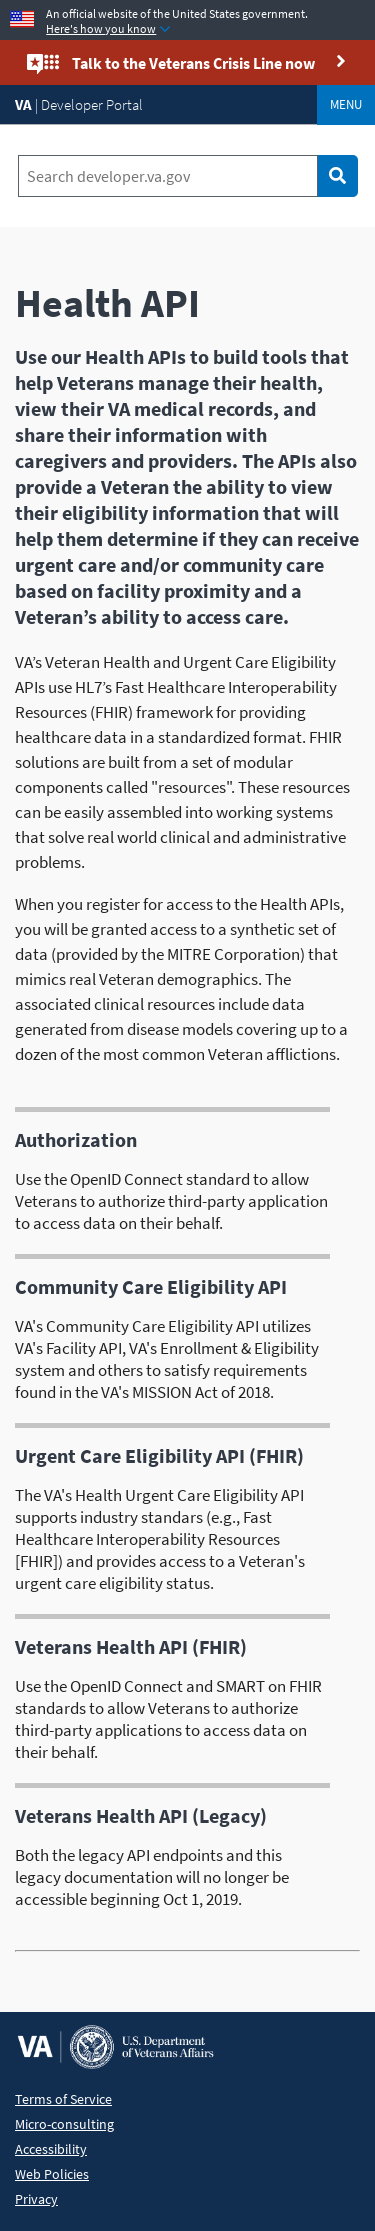 An official website of the United States government.
Here's how you know
Talk to the Veterans Crisis Line now
VA | Developer Portal
MENU
Search developer.va.gov
Health API
Use our Health APIs to build tools that
help Veterans manage their health,
view their VA medical records, and
share their information with
caregivers and providers. The APIs also
provide a Veteran the ability to view
their eligibility information that will
help them determine if they can receive
urgent care and/or community care
based on facility proximity and a
Veteran’s ability to access care.
VA’s Veteran Health and Urgent Care Eligibility
APIs use HL7’s Fast Healthcare Interoperability
Resources (FHIR) framework for providing
healthcare data in a standardized format. FHIR
solutions are built from a set of modular
components called "resources". These resources
can be easily assembled into working systems
that solve real world clinical and administrative
problems.
When you register for access to the Health APIs,
you will be granted access to a synthetic set of
data (provided by the MITRE Corporation) that
mimics real Veteran demographics. The
associated clinical resources include data
generated from disease models covering up to a
dozen of the most common Veteran afflictions.
Authorization
Use the OpenID Connect standard to allow
Veterans to authorize third-party application
to access data on their behalf.
Community Care Eligibility API
VA's Community Care Eligibility API utilizes
VA's Facility API, VA's Enrollment & Eligibility
system and others to satisfy requirements
found in the VA's MISSION Act of 2018.
Urgent Care Eligibility API (FHIR)
The VA's Health Urgent Care Eligibility API
supports industry standars (e.g., Fast
Healthcare Interoperability Resources
[FHIR]) and provides access to a Veteran's
urgent care eligibility status.
Veterans Health API (FHIR)
Use the OpenID Connect and SMART on FHIR
standards to allow Veterans to authorize
third-party applications to access data on
their behalf.
Veterans Health API (Legacy)
Both the legacy API endpoints and this
legacy documentation will no longer be
accessible beginning Oct 1, 2019.
VA
U.S. Department
of Veterans Affairs
Terms of Service
Micro-consulting
Accessibility
Web Policies
Privacy